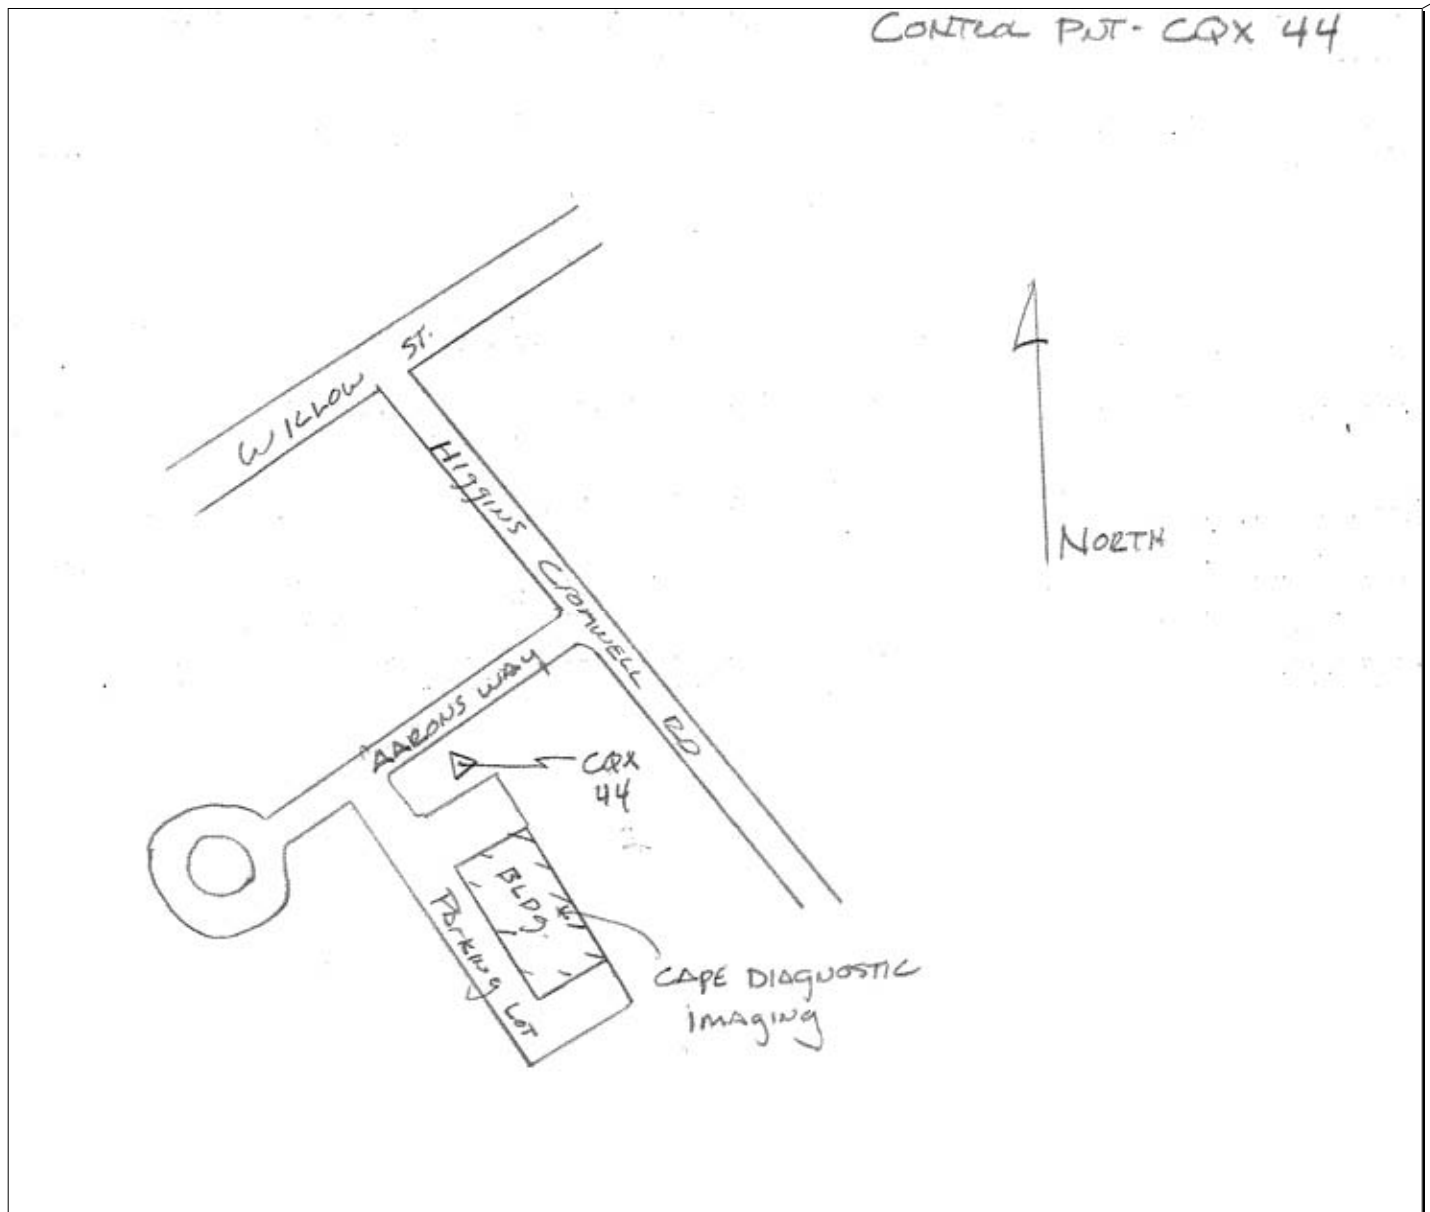 CONTROL PNT- CQX 44
WILLOW ST.
HIGGINS CROMWELL RD
NORTH
AARONS WAY
CQX
44
BLDG.
PARKING LOT
CAPE DIAGNOSTIC
IMAGING